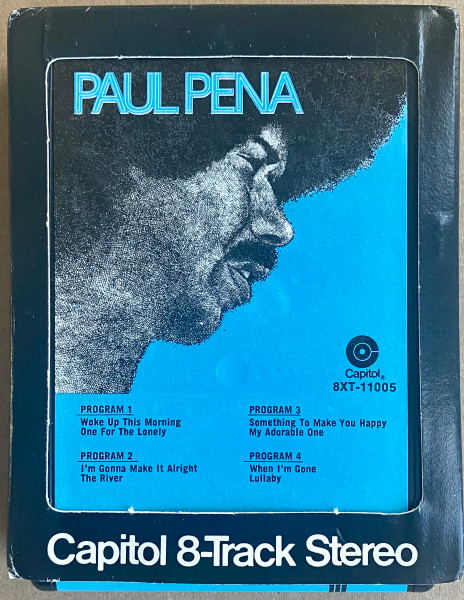 PAUL PENA
Capitol®
8XT-11005
PROGRAM 1
Woke Up This Morning
One For The Lonely
PROGRAM 2
I'm Gonna Make It Alright
The River
PROGRAM 3
Something To Make You Happy
My Adorable One
PROGRAM 4
When I'm Gone
Lullaby
Capitol 8-Track Stereo